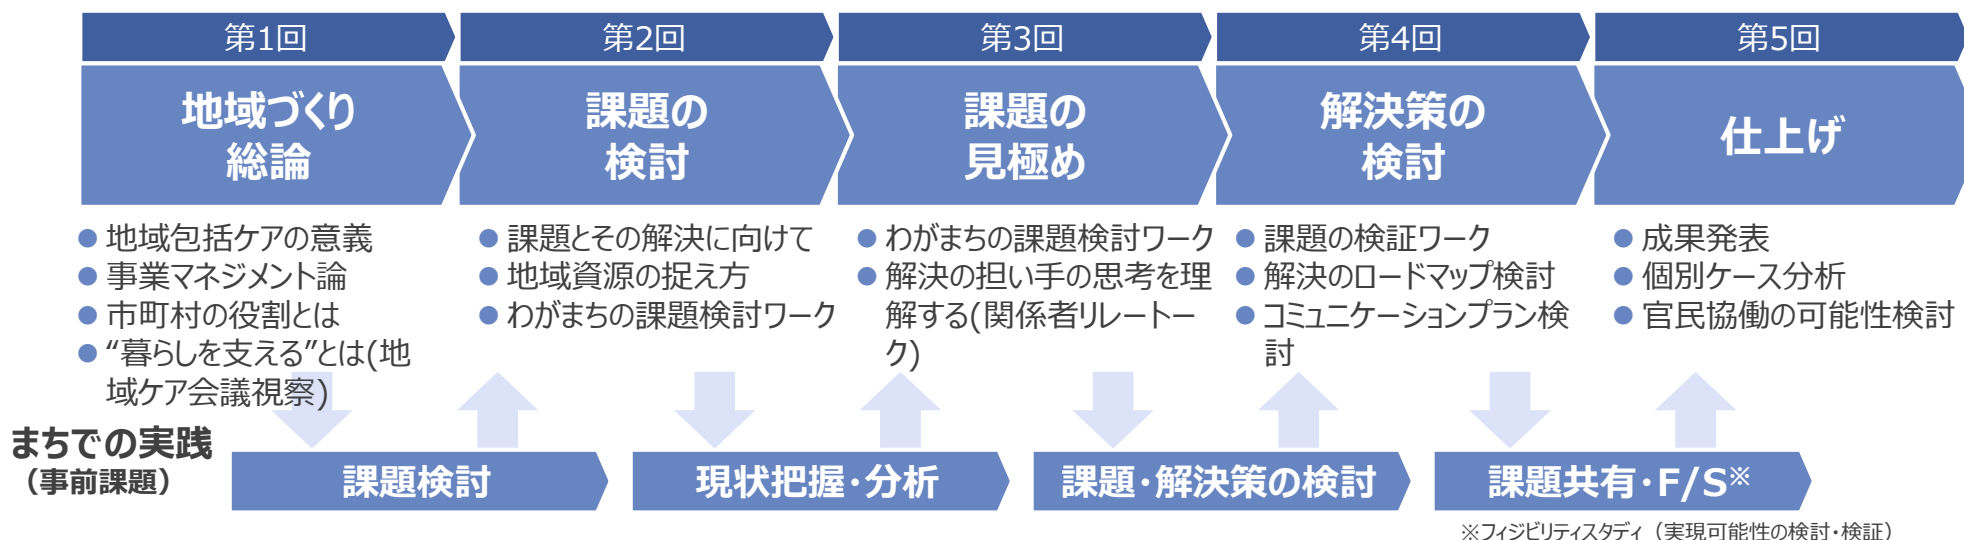 第1回
第2回
第3回
第4回
第5回
地域づくり
総論
課題の
検討
課題の
見極め
解決策の
検討
仕上げ
● 地域包括ケアの意義
● 事業マネジメント論
● 市町村の役割とは
● “暮らしを支える”とは(地
域ケア会議視察)
● 課題とその解決に向けて
● 地域資源の捉え方
● わがまちの課題検討ワーク
● わがまちの課題検討ワーク
● 解決の担い手の思考を理
解する(関係者リレートー
ク)
● 課題の検証ワーク
● 解決のロードマップ検討
● コミュニケーションプラン検
討
● 成果発表
● 個別ケース分析
● 官民協働の可能性検討
まちでの実践
（事前課題）
課題検討
現状把握・分析
課題・解決策の検討
課題共有・F/S※
※フィジビリティスタディ（実現可能性の検討・検証）